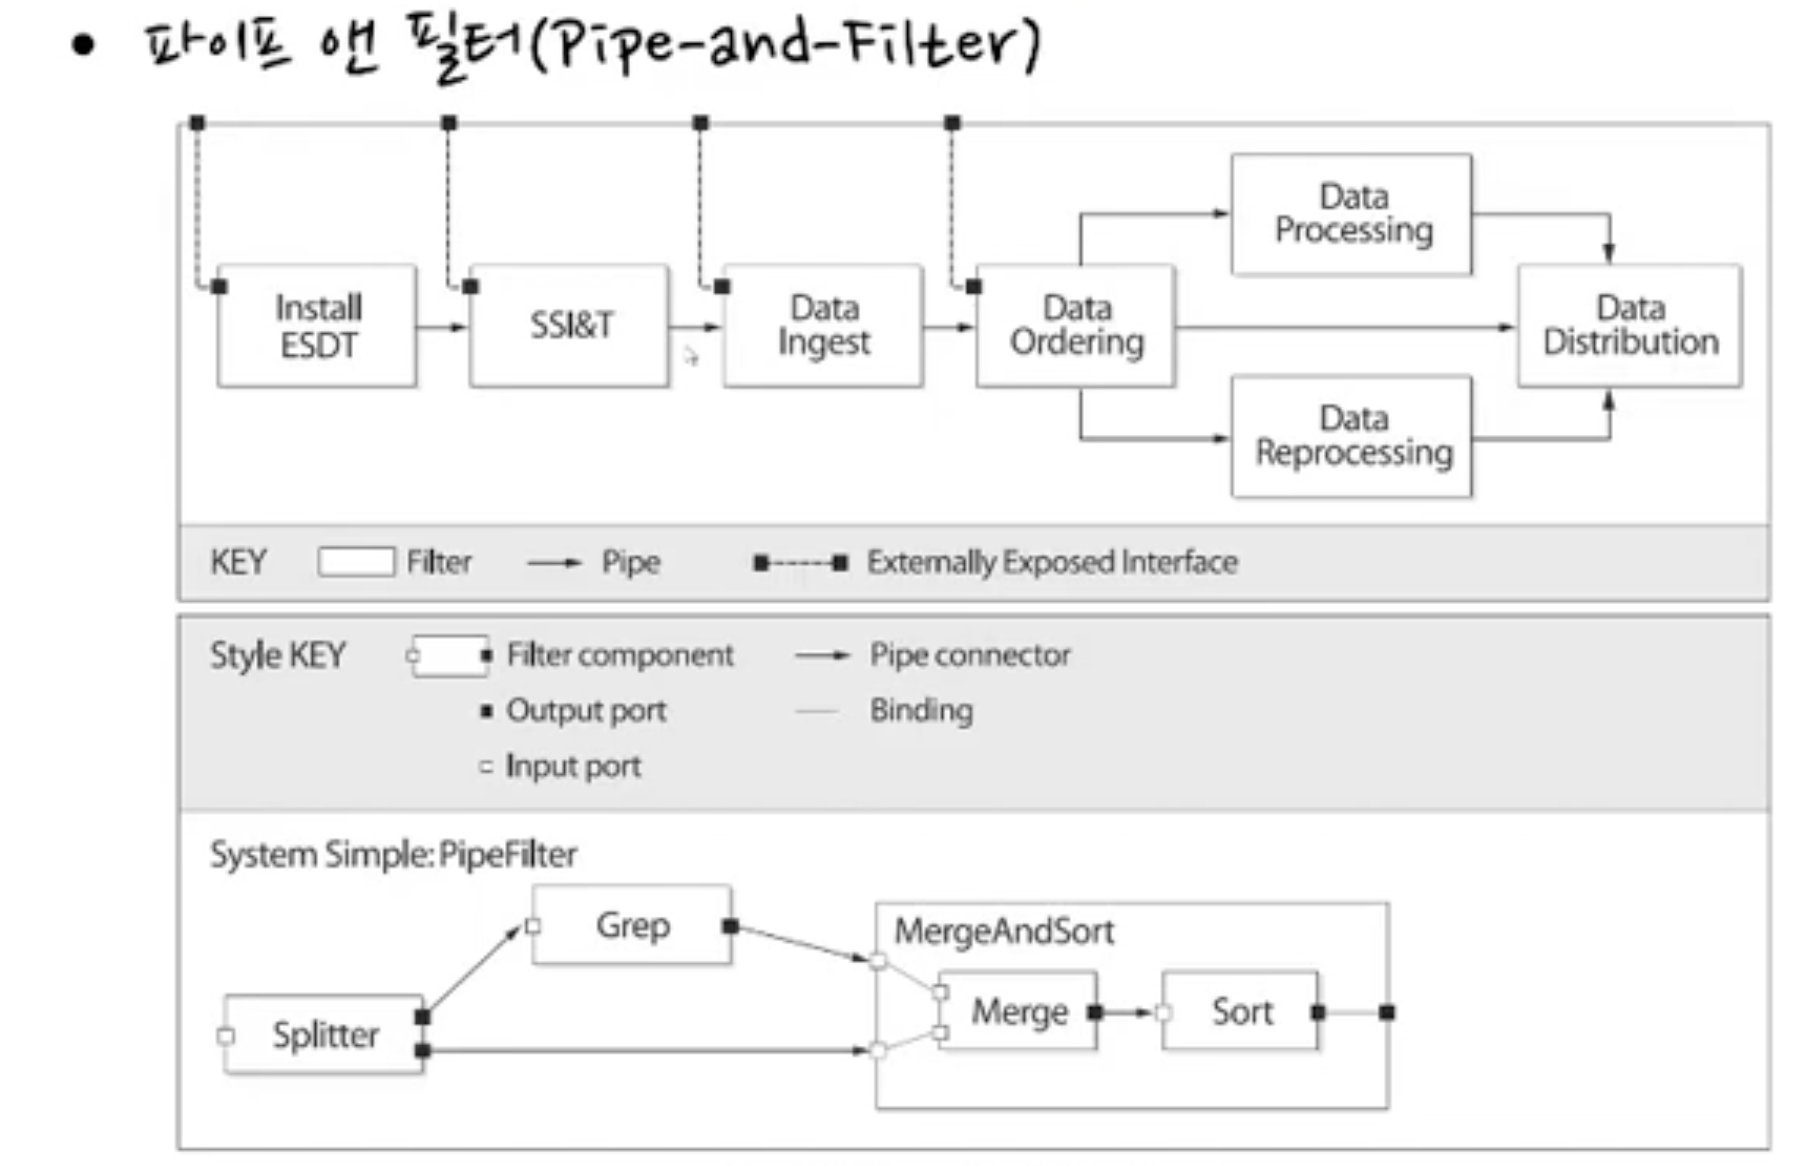 • 파이프 앤 필터(Pipe-and-Filter)
Install
ESDT
SSI&T
Data
Ingest
Data
Ordering
Data
Processing
Data
Reprocessing
Data
Distribution
KEY Filter Pipe Externally Exposed Interface
Style KEY Filter component Pipe connector
Output port Binding
Input port
System Simple: PipeFilter
Splitter
Grep
MergeAndSort
Merge
Sort